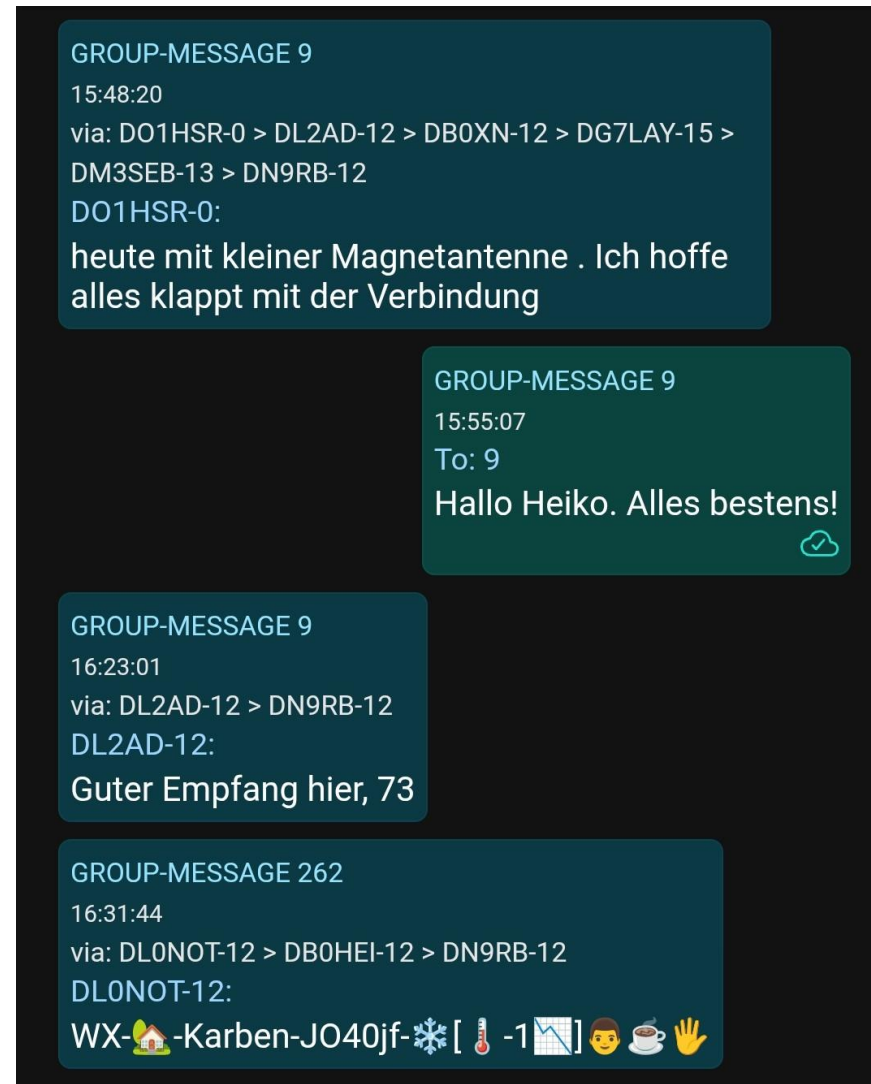 GROUP-MESSAGE 9
15:48:20
via: DO1HSR-0 > DL2AD-12 > DB0XN-12 > DG7LAY-15 >
DM3SEB-13 > DN9RB-12
DO1HSR-0:
heute mit kleiner Magnetantenne . Ich hoffe
alles klappt mit der Verbindung
GROUP-MESSAGE 9
15:55:07
To: 9
Hallo Heiko. Alles bestens!
GROUP-MESSAGE 9
16:23:01
via: DL2AD-12 > DN9RB-12
DL2AD-12:
Guter Empfang hier, 73
GROUP-MESSAGE 262
16:31:44
via: DL0NOT-12 > DB0HEI-12 > DN9RB-12
DL0NOT-12:
WX-🏡-Karben-JO40jf-❄️[🌡️-1📉]👨☕🖐️